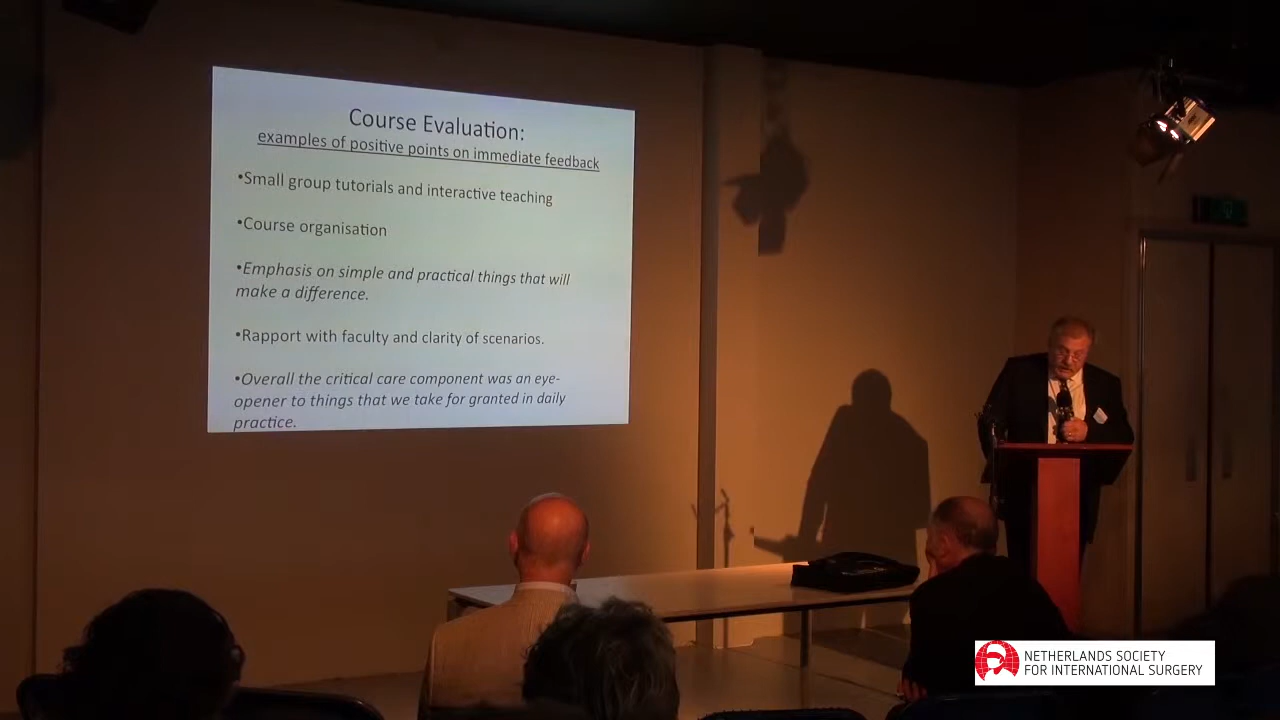 Course Evaluation:
examples of positive points on immediate feedback
•Small group tutorials and interactive teaching
•Course organisation
•Emphasis on simple and practical things that will
make a difference.
•Rapport with faculty and clarity of scenarios.
•Overall the critical care component was an eye-
opener to things that we take for granted in daily
practice.
NETHERLANDS SOCIETY
FOR INTERNATIONAL SURGERY